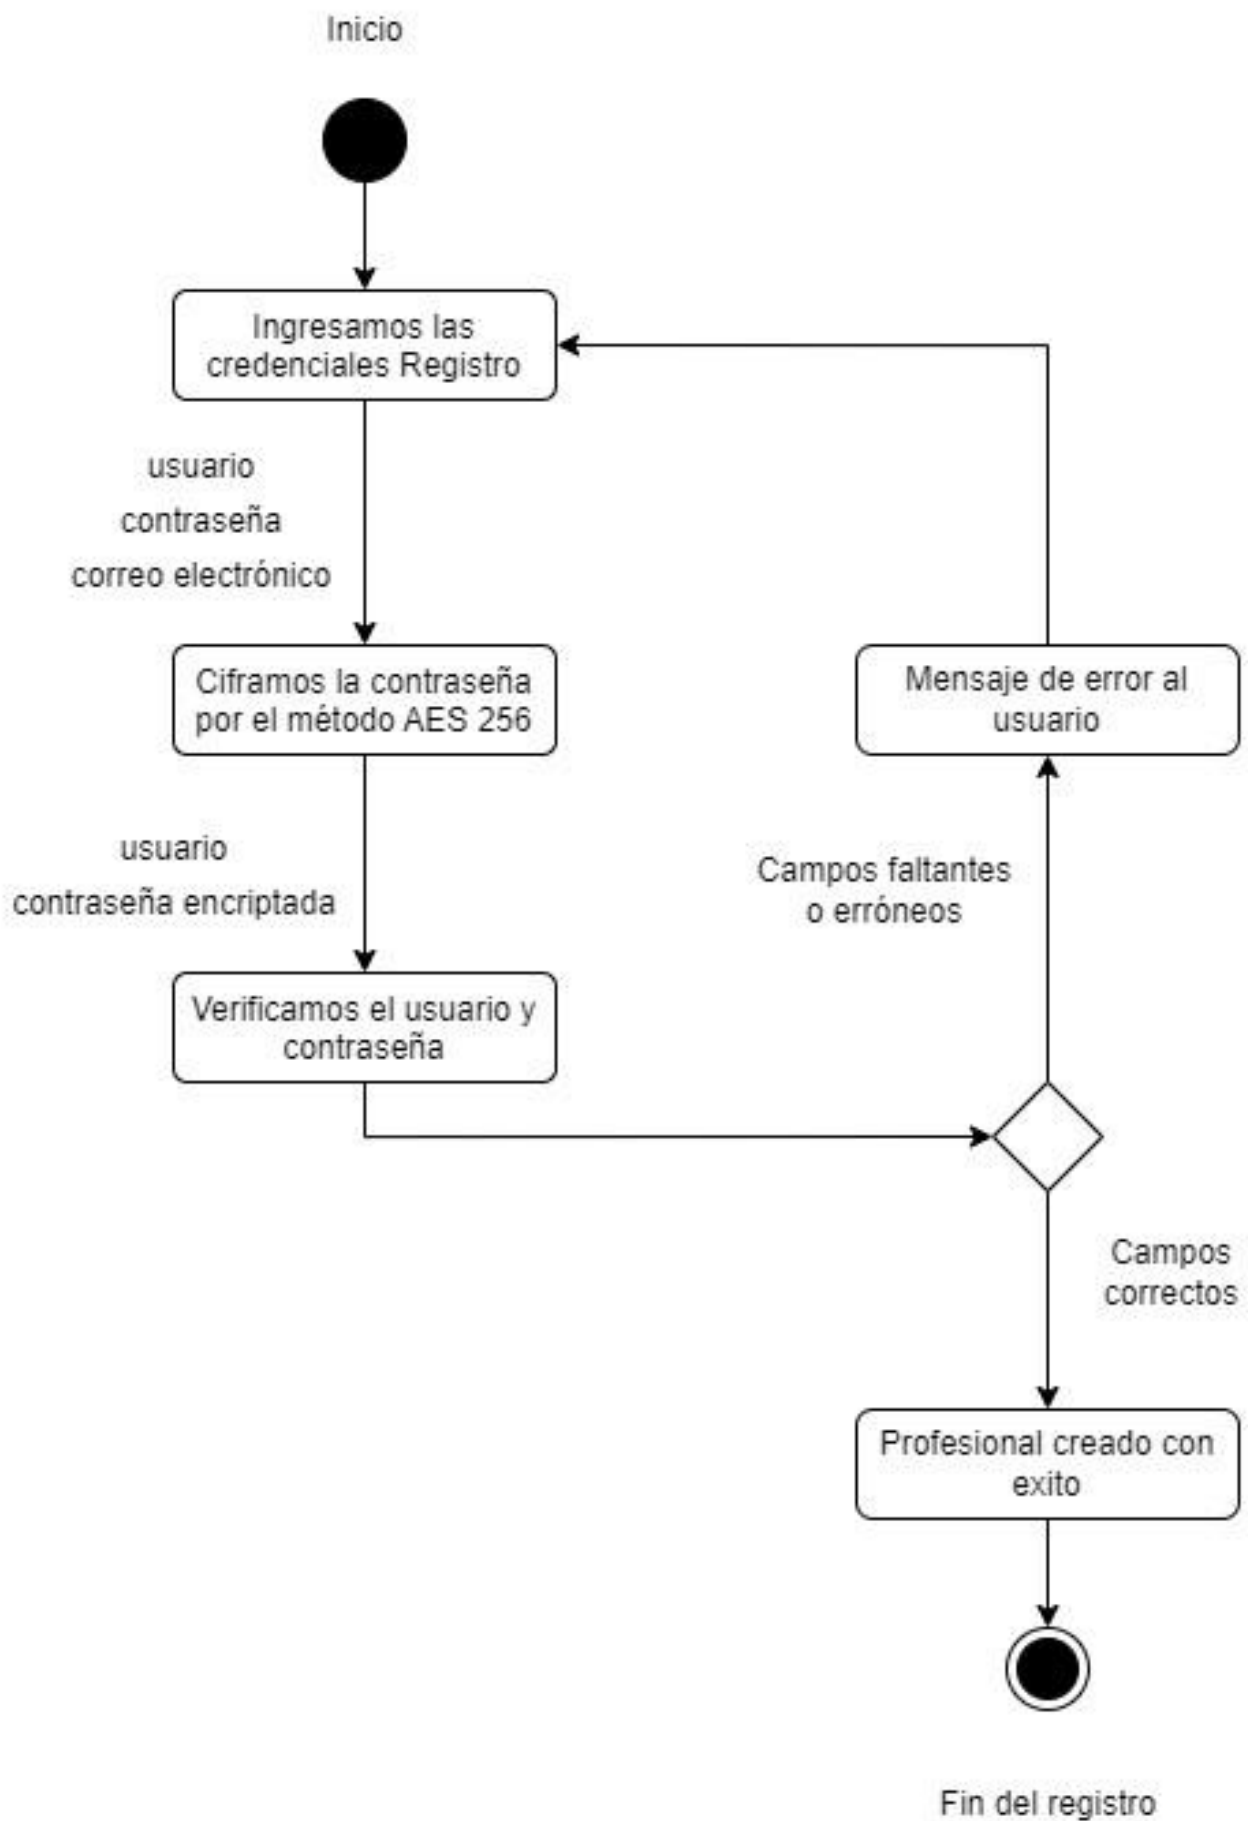 Inicio
Ingresamos las
credenciales Registro
usuario
contraseña
correo electrónico
Ciframos la contraseña
por el método AES 256
Mensaje de error al
usuario
usuario
contraseña encriptada
Campos faltantes
o erróneos
Verificamos el usuario y
contraseña
Campos
correctos
Profesional creado con
exito
Fin del registro